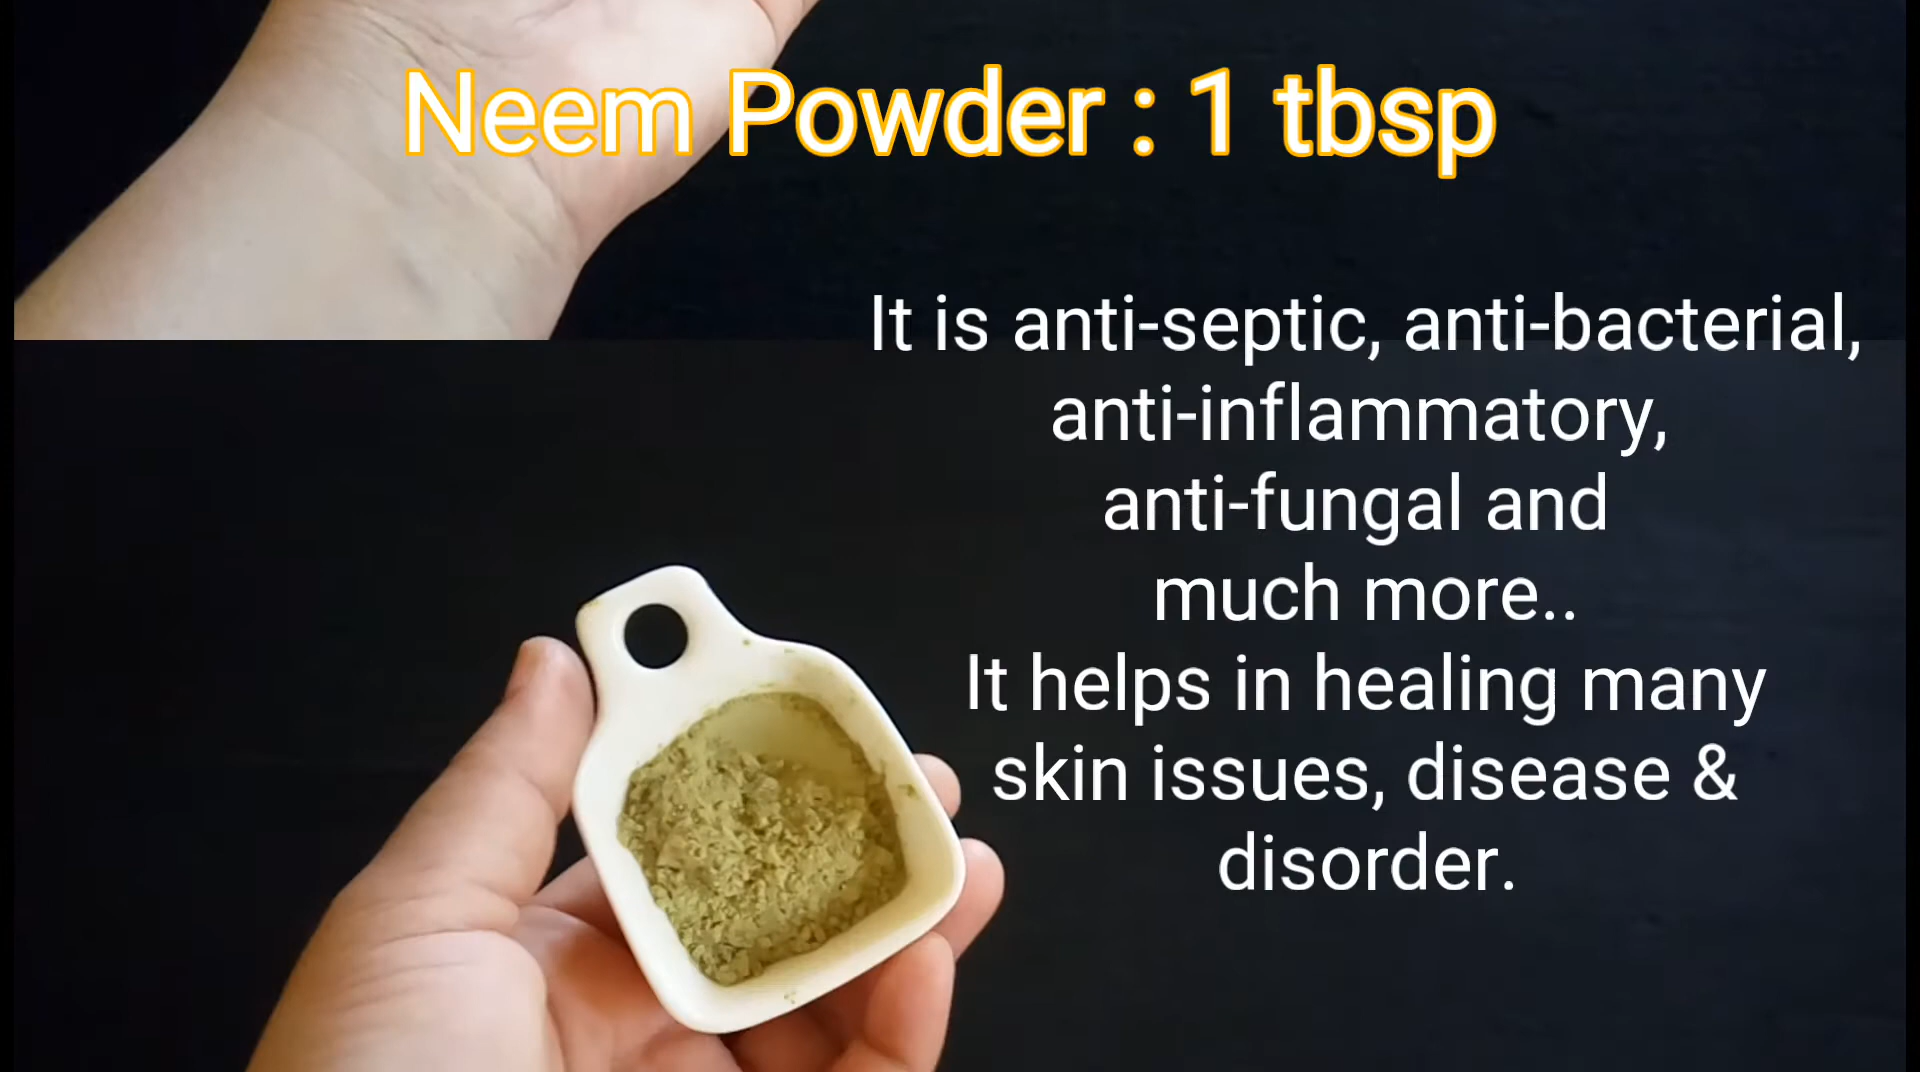 Neem Powder : 1 tbsp
It is anti-septic, anti-bacterial,
anti-inflammatory,
anti-fungal and
much more..
It helps in healing many
skin issues, disease &
disorder.